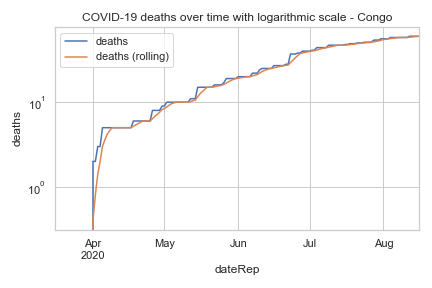 COVID-19 deaths over time with logarithmic scale - Congo
deaths
deaths (rolling)
10¹
10⁰
deaths
Apr
2020
May
Jun
Jul
Aug
dateRep